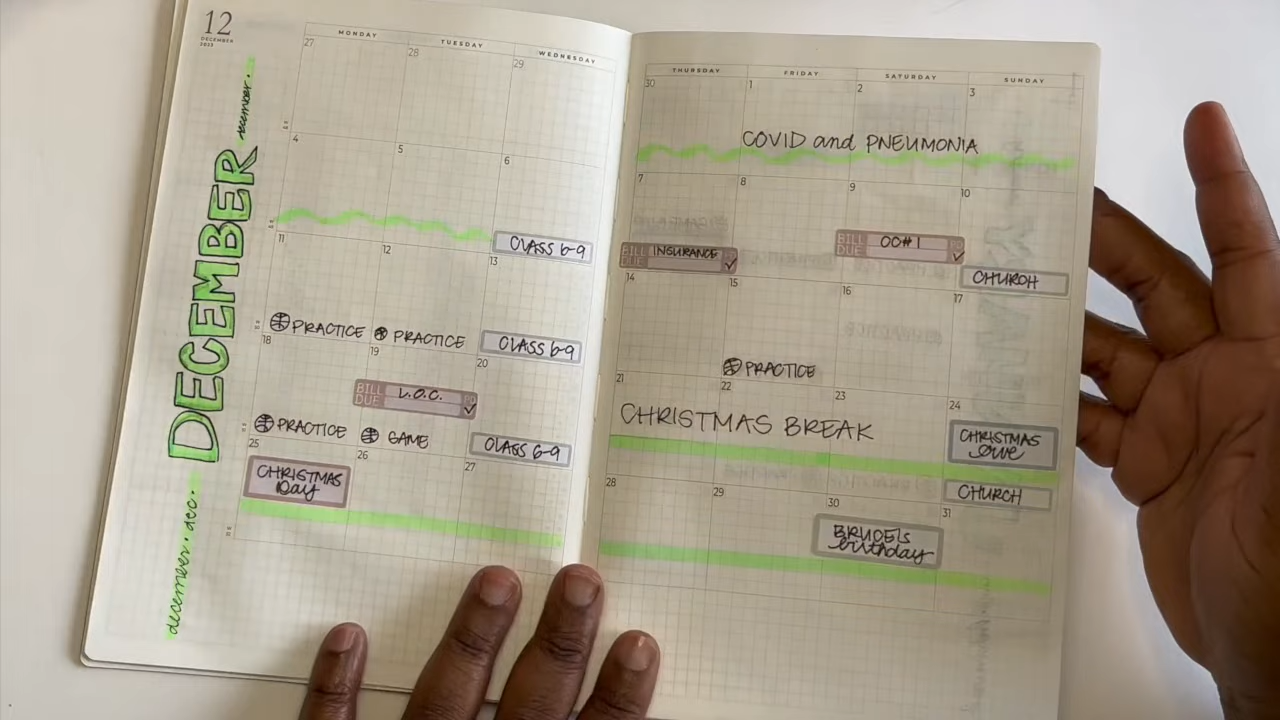 12
DECEMBER
2023
december
DECEMBER
december • dec.
MONDAY
TUESDAY
WEDNESDAY
THURSDAY
FRIDAY
SATURDAY
SUNDAY
27
28
29
30
1
2
3
COVID and PNEUMONIA
4
5
6
CLASS 6-9
7
BILL DUE INSURANCE PD
8
9
BILL DUE OC#1 PD
10
CHURCH
11
PRACTICE
12
PRACTICE
13
CLASS 6-9
14
15
PRACTICE
16
17
18
PRACTICE
19
BILL DUE L.O.C. PD
GAME
20
CLASS 6-9
21
22
23
CHRISTMAS BREAK
24
CHRISTMAS
eve
CHURCH
25
CHRISTMAS
Day
26
27
28
29
30
BRUCE'S
birthday
31